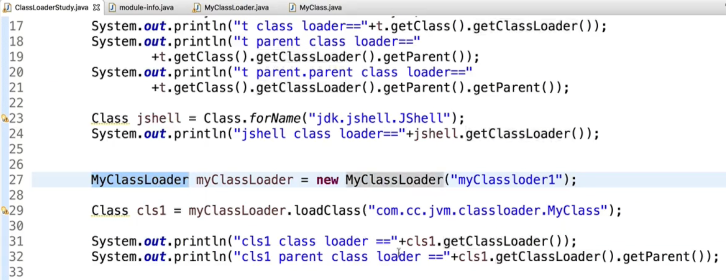 ClassLoaderStudy.java module-info.java MyClassLoader.java MyClass.java
17 System.out.println("t class loader=="+t.getClass().getClassLoader());
18 System.out.println("t parent class loader=="
19 +t.getClass().getClassLoader().getParent());
20 System.out.println("t parent.parent class loader=="
21 +t.getClass().getClassLoader().getParent().getParent());
22
23 Class jshell = Class.forName("jdk.jshell.JShell");
24 System.out.println("jshell class loader=="+jshell.getClassLoader());
25
26
27 MyClassLoader myClassLoader = new MyClassLoader("myClassloder1");
28
29 Class cls1 = myClassLoader.loadClass("com.cc.jvm.classloader.MyClass");
30
31 System.out.println("cls1 class loader =="+cls1.getClassLoader());
32 System.out.println("cls1 parent class loader =="+cls1.getClassLoader().getParent());
33